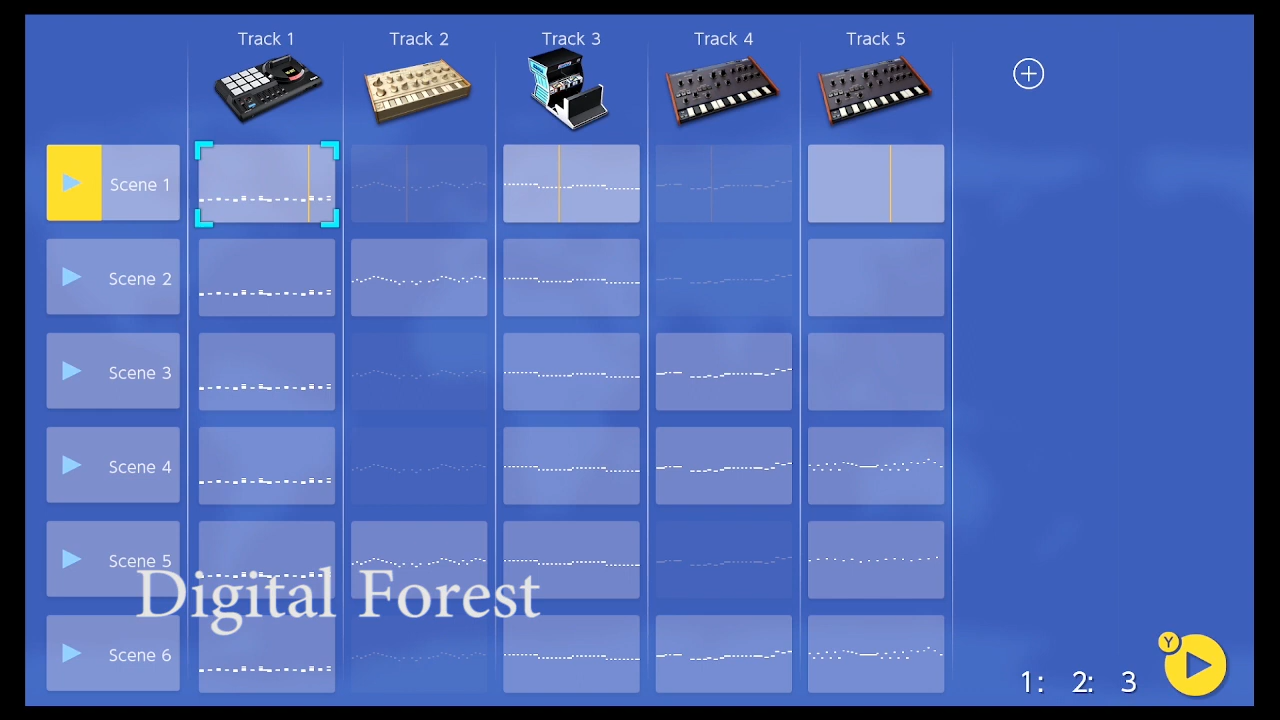 Track 1 Track 2 Track 3 Track 4 Track 5
Scene 1
Scene 2
Scene 3
Scene 4
Scene 5
Digital Forest
Scene 6
Y
1: 2: 3